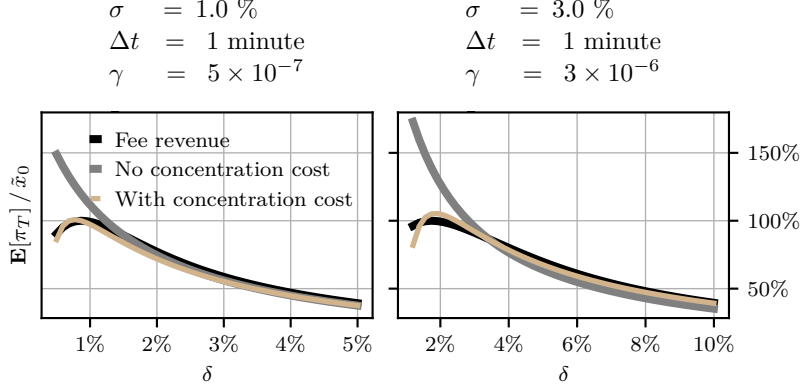 σ = 1.0 %
Δt = 1 minute
γ = 5 × 10⁻⁷
σ = 3.0 %
Δt = 1 minute
γ = 3 × 10⁻⁶
E[π_T] / x̃₀
Fee revenue
No concentration cost
With concentration cost
150%
100%
50%
1% 2% 3% 4% 5%
δ
2% 4% 6% 8% 10%
δ